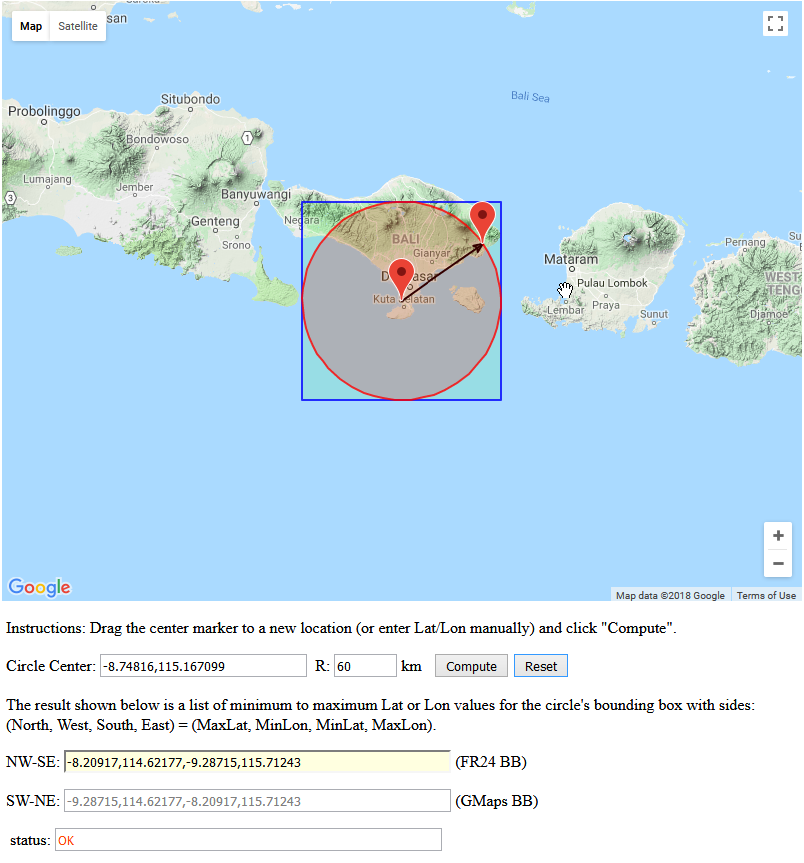 Map Satellite
san
Bali Sea
Situbondo
Probolinggo
Bondowoso
1
Lumajang
Jember
Banyuwangi
3
Genteng
Negara
Srono
BALI
Gianyar
Kuta Selatan
Mataram
Pulau Lombok
Lembar
Praya
Sunut
Pernang
WEST
TENGG
Djamoe
+
−
Google
Map data ©2018 Google Terms of Use
Instructions: Drag the center marker to a new location (or enter Lat/Lon manually) and click "Compute".
Circle Center: -8.74816,115.167099 R: 60 km Compute Reset
The result shown below is a list of minimum to maximum Lat or Lon values for the circle's bounding box with sides:
(North, West, South, East) = (MaxLat, MinLon, MinLat, MaxLon).
NW-SE: -8.20917,114.62177,-9.28715,115.71243 (FR24 BB)
SW-NE: -9.28715,114.62177,-8.20917,115.71243 (GMaps BB)
status: OK